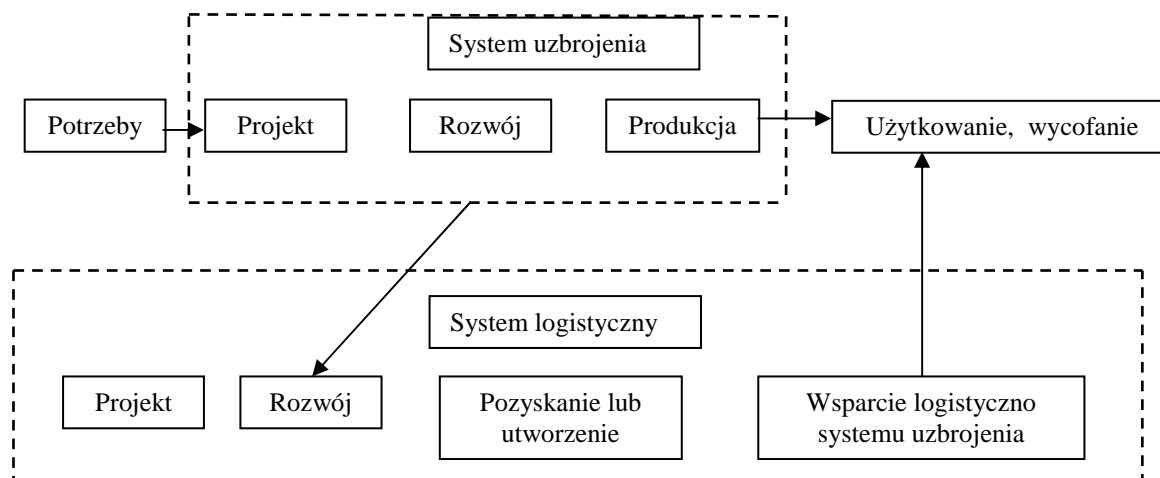 System uzbrojenia
Potrzeby
Projekt
Rozwój
Produkcja
Użytkowanie, wycofanie
System logistyczny
Projekt
Rozwój
Pozyskanie lub
utworzenie
Wsparcie logistyczno
systemu uzbrojenia